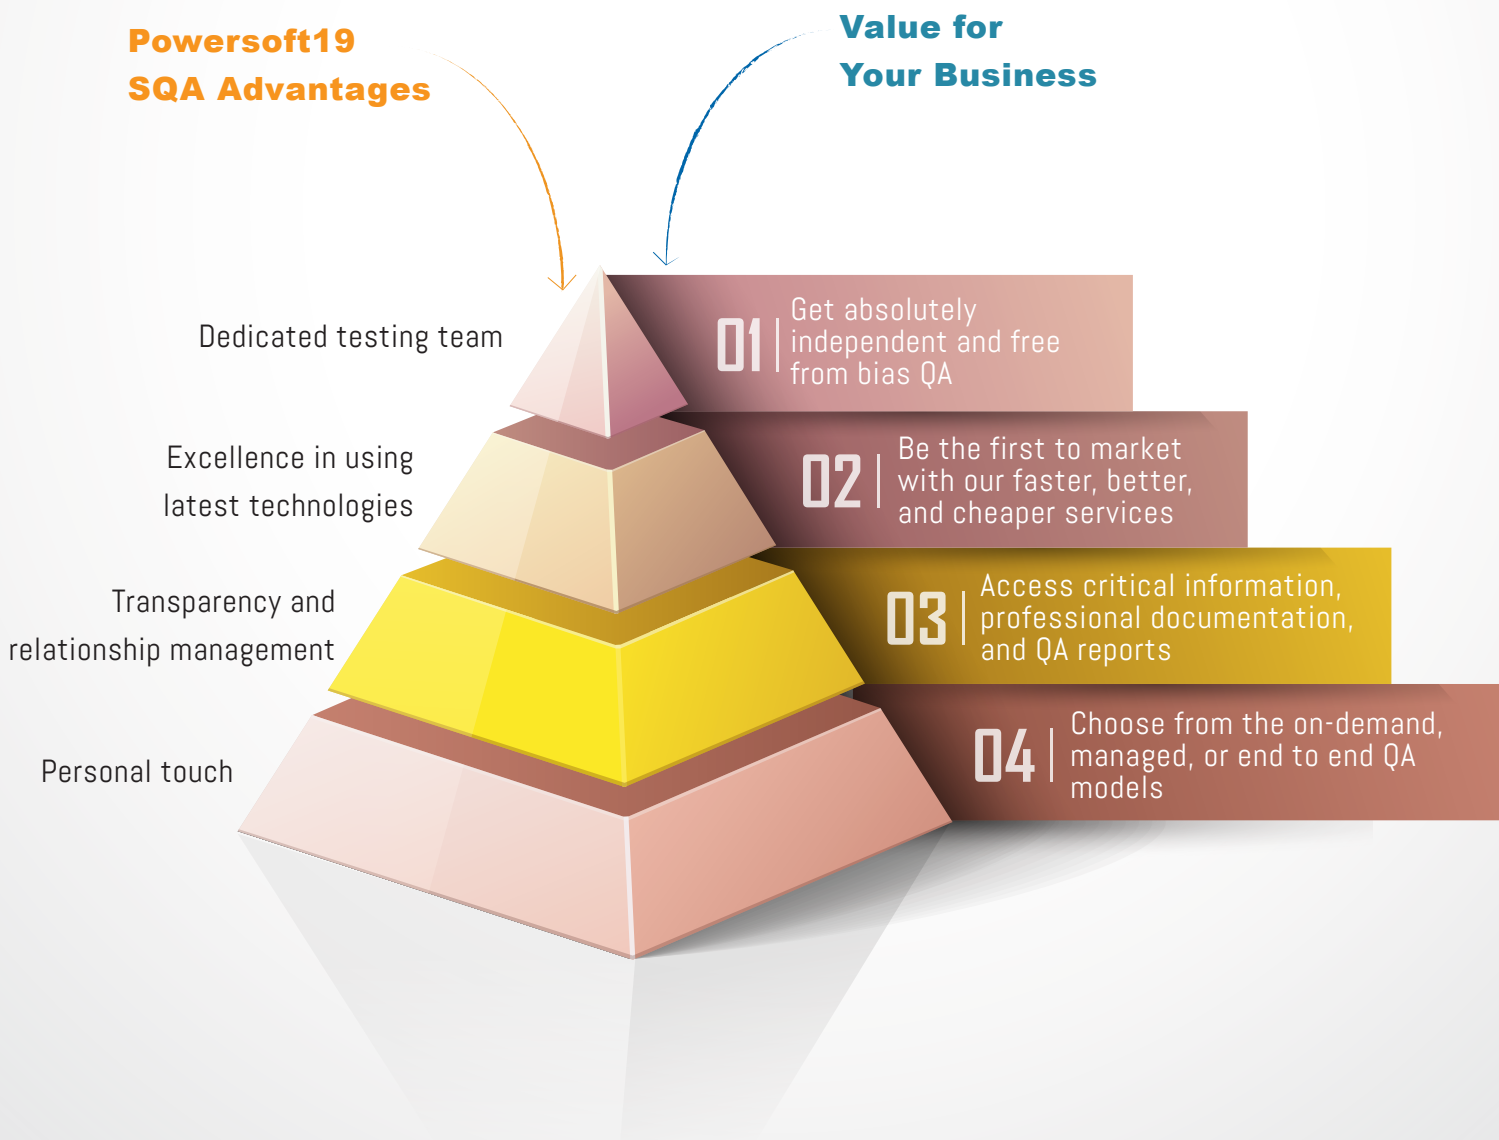 Powersoft19
SQA Advantages
Value for
Your Business
Dedicated testing team
01
Get absolutely
independent and free
from bias QA
Excellence in using
latest technologies
02
Be the first to market
with our faster, better,
and cheaper services
Transparency and
relationship management
03
Access critical information,
professional documentation,
and QA reports
Personal touch
04
Choose from the on-demand,
managed, or end to end QA
models